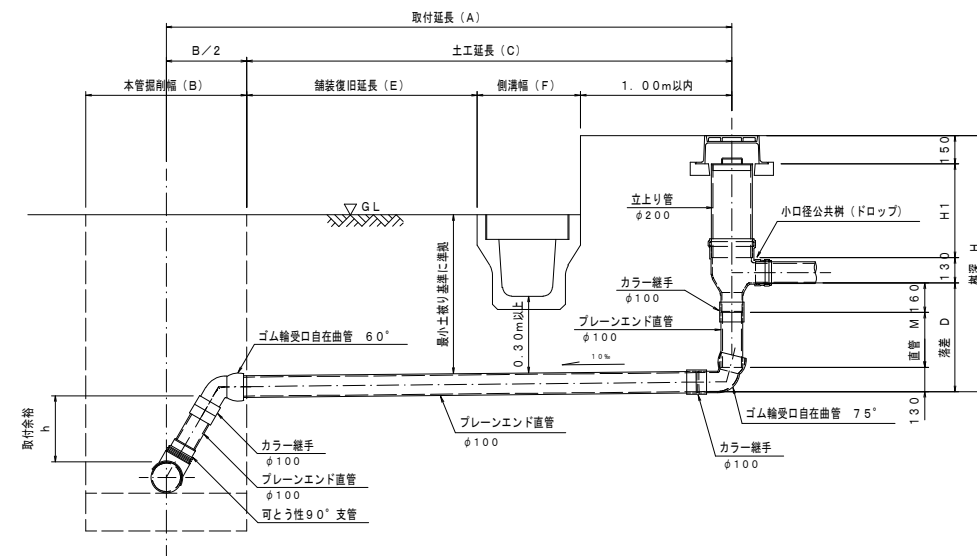 取付延長（A）
B／2
土工延長（C）
本管掘削幅（B）
舗装復旧延長（E）
側溝幅（F）
1．00m以内
150
GL
立上り管
φ200
小口径公共桝（ドロップ）
H1
桝深 H
130
カラー継手
φ100
160
最小土被り基準に準拠
0.30m以上
プレーンエンド直管
φ100
直管 M
落差 D
ゴム輪受口自在曲管 60°
10‰
130
取付余裕
h
プレーンエンド直管
φ100
ゴム輪受口自在曲管 75°
カラー継手
φ100
カラー継手
φ100
プレーンエンド直管
φ100
可とう性90°支管